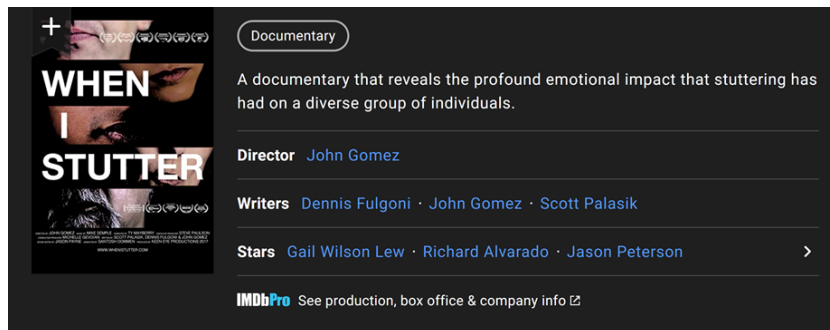 Documentary
WHEN
I
STUTTER
WWW.WHENISTUTTER.COM
A documentary that reveals the profound emotional impact that stuttering has
had on a diverse group of individuals.
Director John Gomez
Writers Dennis Fulgoni · John Gomez · Scott Palasik
Stars Gail Wilson Lew · Richard Alvarado · Jason Peterson
IMDbPro See production, box office & company info